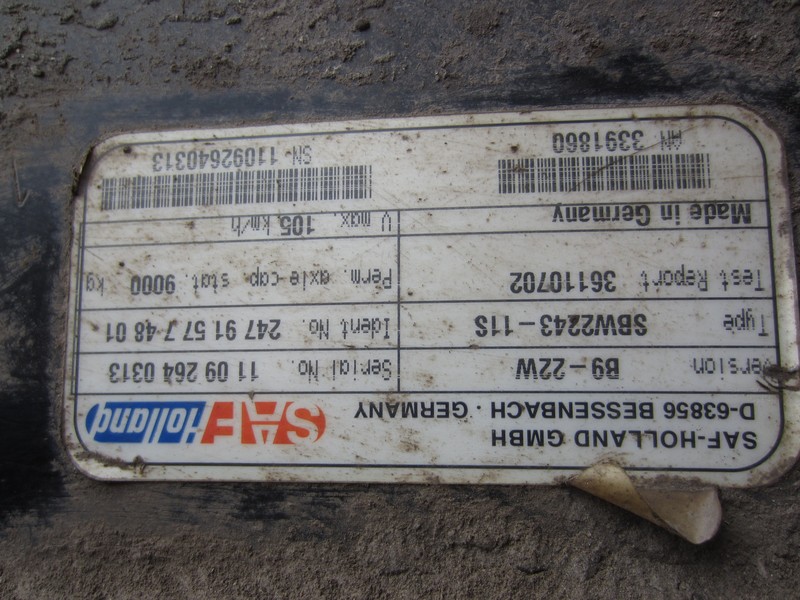 SAF-HOLLAND GMBH
D-63856 BESSENBACH . GERMANY
SAF Holland
Version B9-22W Serial No. 11 09 264 0313
Type SBW2243-11S Ident No. 247 91 57 7 48 01
Test Report 36110702 Perm. axle-cap. stat. 9000 kg
Made in Germany V max. 105 km/h
AN 3391860 SN 11092640313